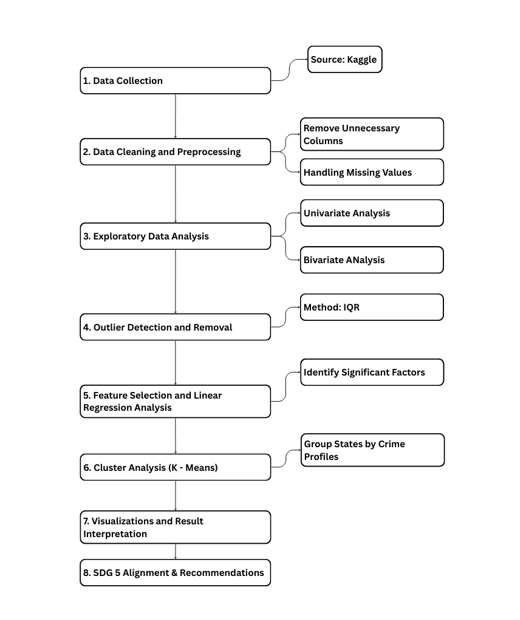 Source: Kaggle
1. Data Collection
Remove Unnecessary
Columns
2. Data Cleaning and Preprocessing
Handling Missing Values
Univariate Analysis
3. Exploratory Data Analysis
Bivariate ANalysis
Method: IQR
4. Outlier Detection and Removal
Identify Significant Factors
5. Feature Selection and Linear
Regression Analysis
Group States by Crime
Profiles
6. Cluster Analysis (K - Means)
7. Visualizations and Result
Interpretation
8. SDG 5 Alignment & Recommendations